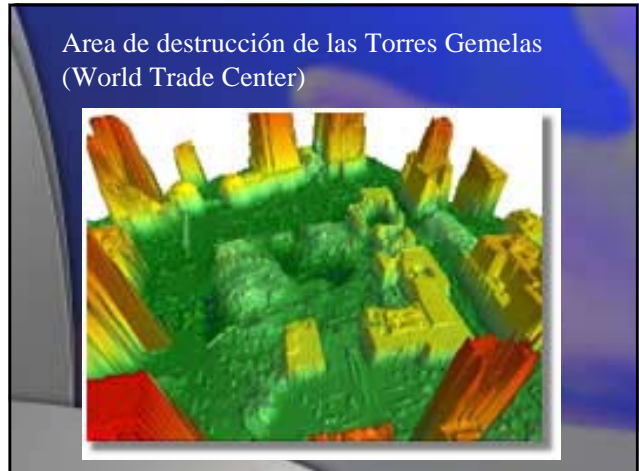 Area de destrucción de las Torres Gemelas
(World Trade Center)